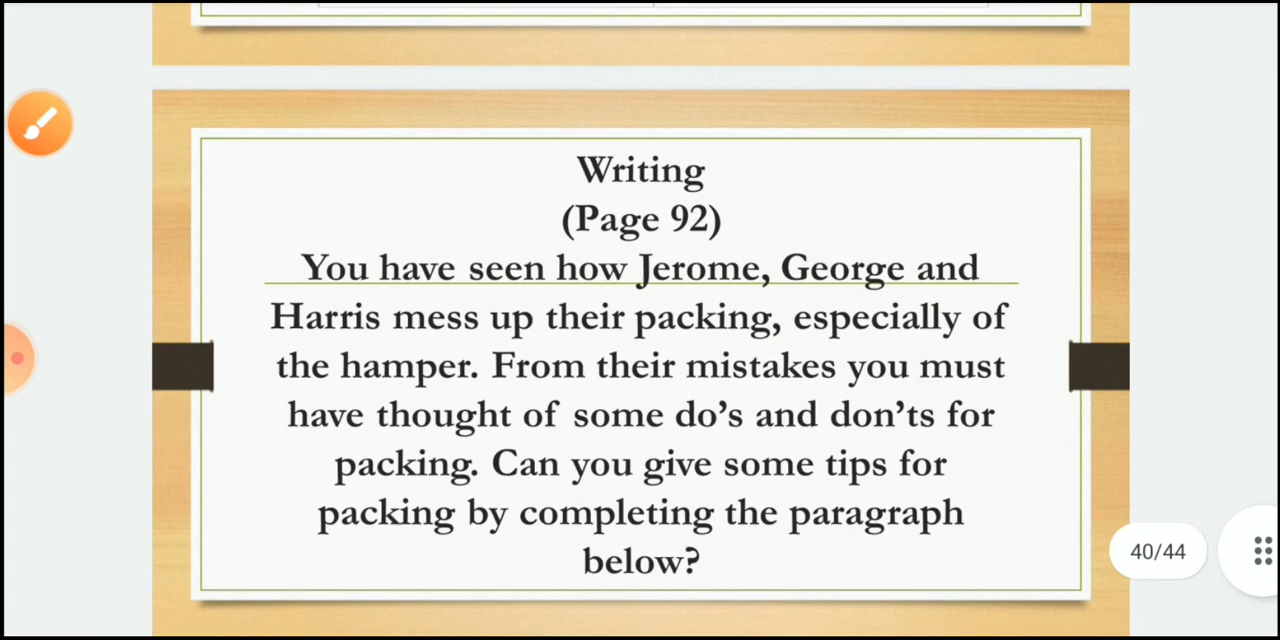 Writing
(Page 92)
You have seen how Jerome, George and
Harris mess up their packing, especially of
the hamper. From their mistakes you must
have thought of some do’s and don’ts for
packing. Can you give some tips for
packing by completing the paragraph
below?
40/44